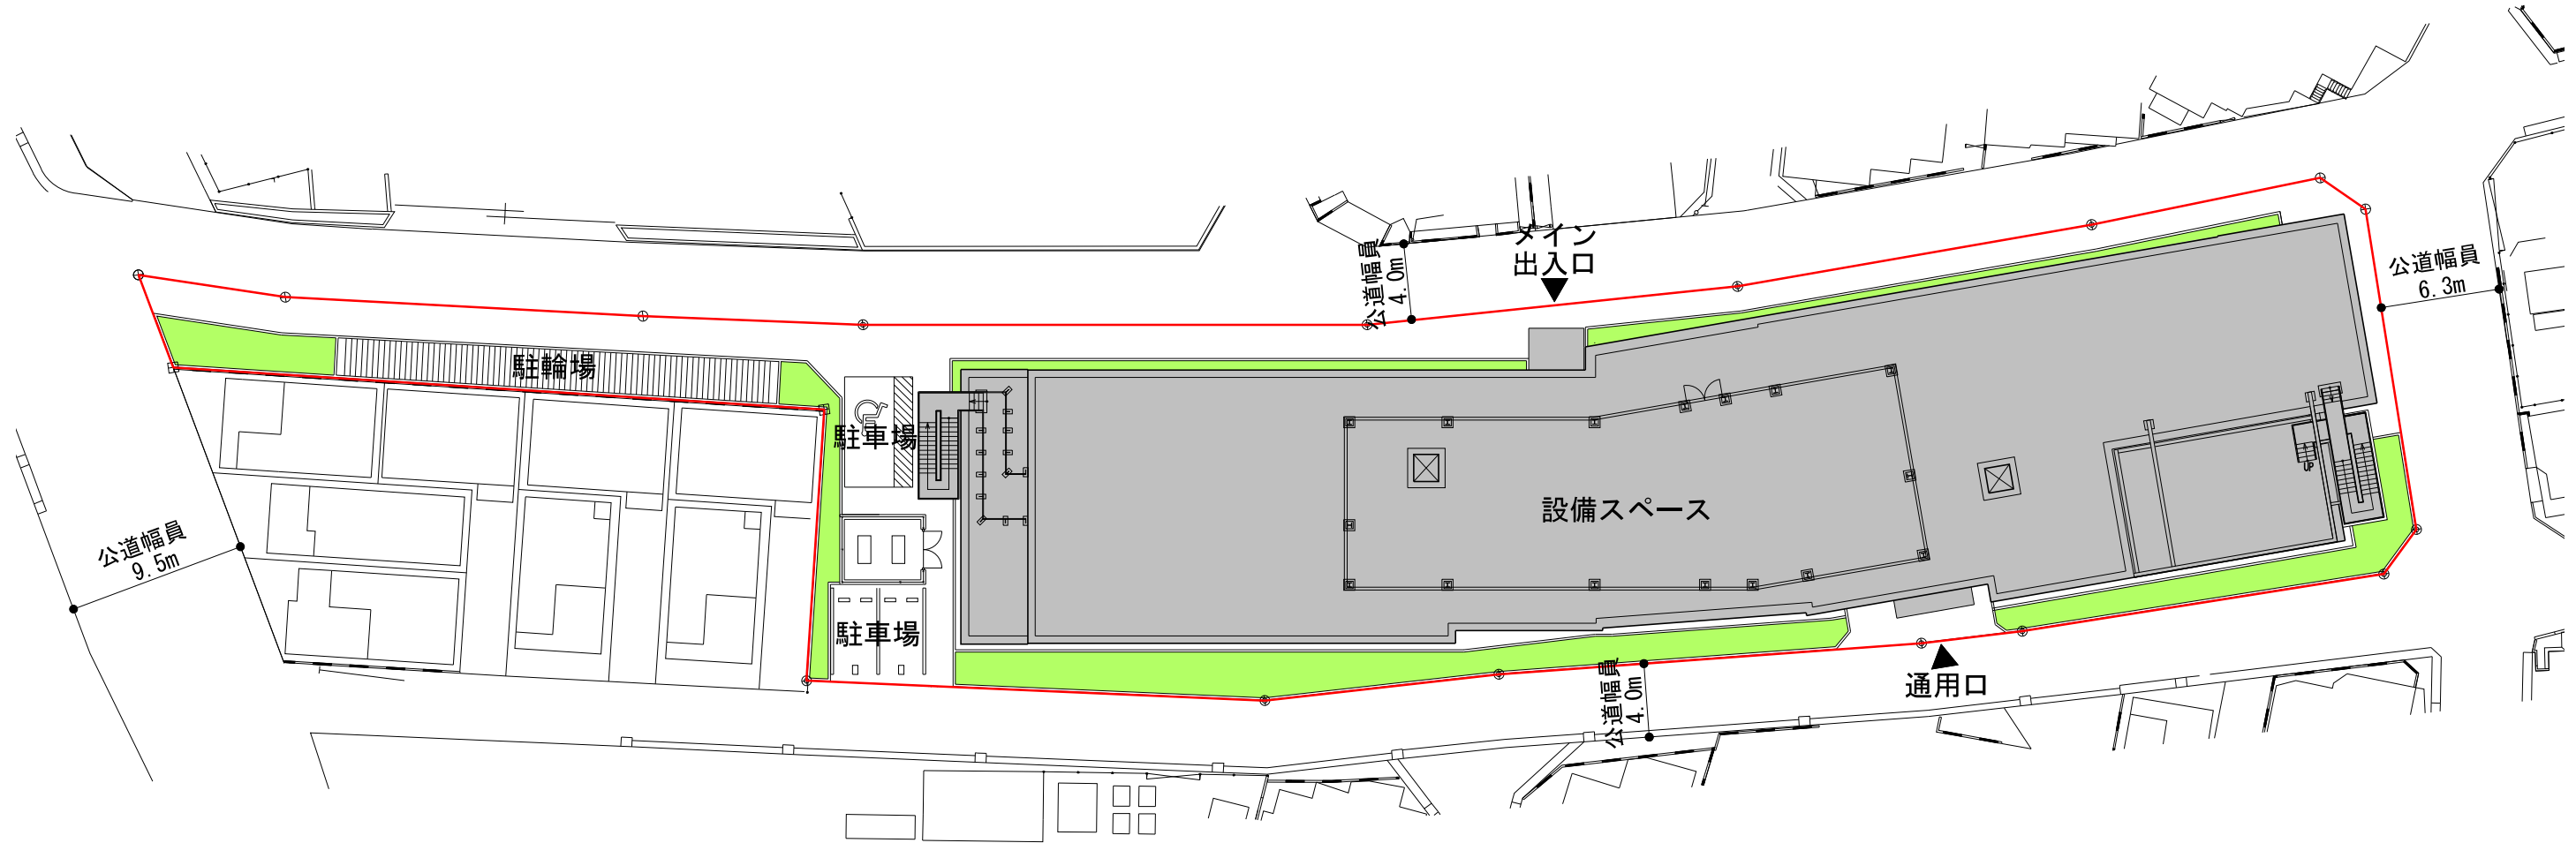 メイン
出入口
公道幅員
4.0m
公道幅員
6.3m
駐輪場
駐車場
設備スペース
UP
公道幅員
9.5m
駐車場
公道幅員
4.0m
通用口